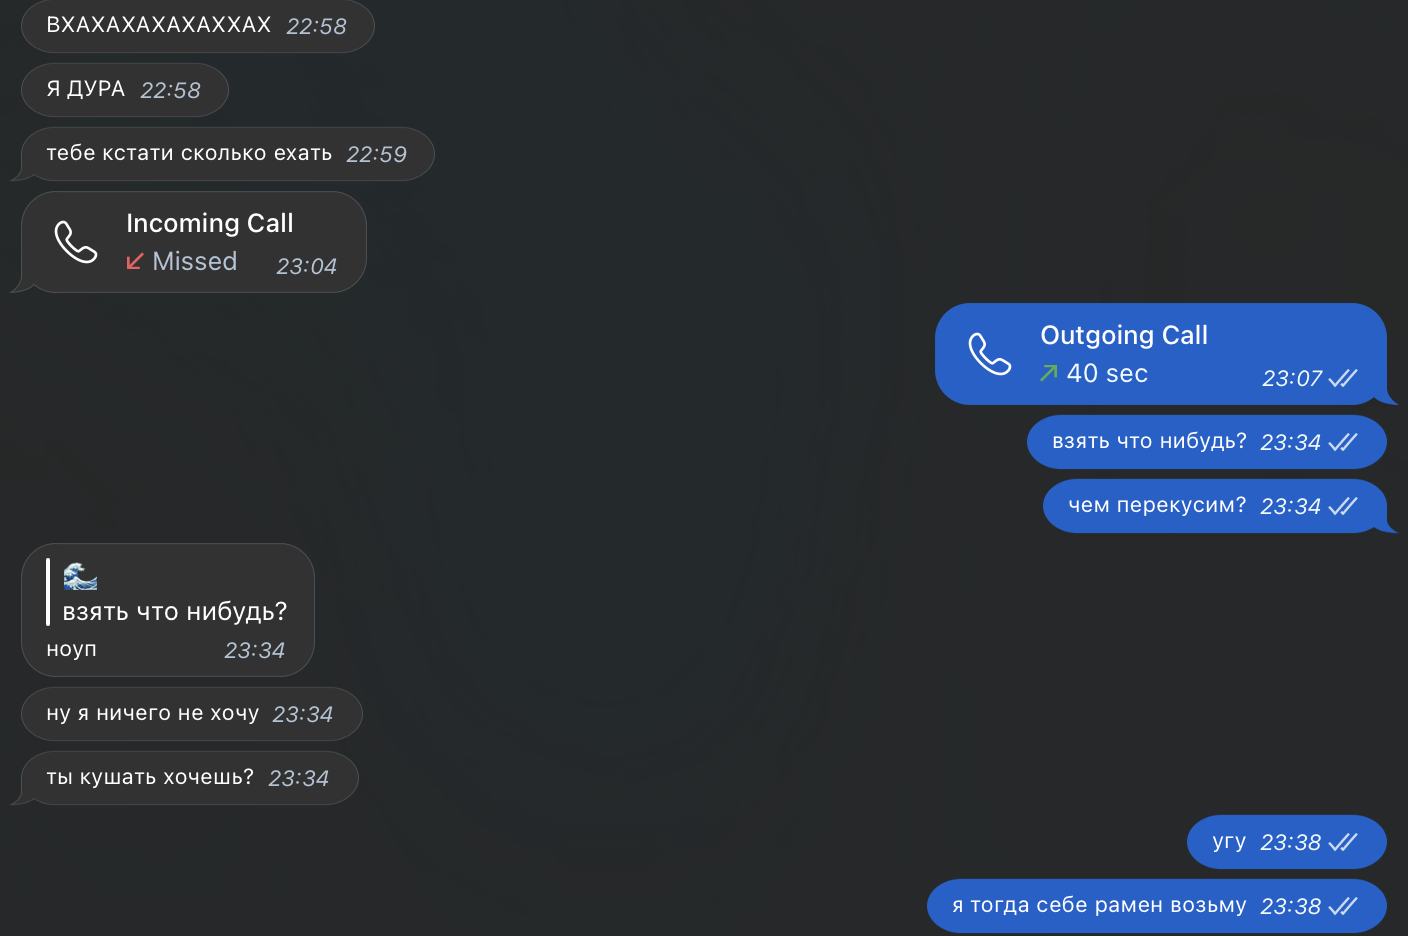 ВХАХАХАХАХАХХАХ 22:58
Я ДУРА 22:58
тебе кстати сколько ехать 22:59
Incoming Call
Missed 23:04
Outgoing Call
40 sec 23:07
взять что нибудь? 23:34
чем перекусим? 23:34
взять что нибудь?
ноуп 23:34
ну я ничего не хочу 23:34
ты кушать хочешь? 23:34
угу 23:38
я тогда себе рамен возьму 23:38